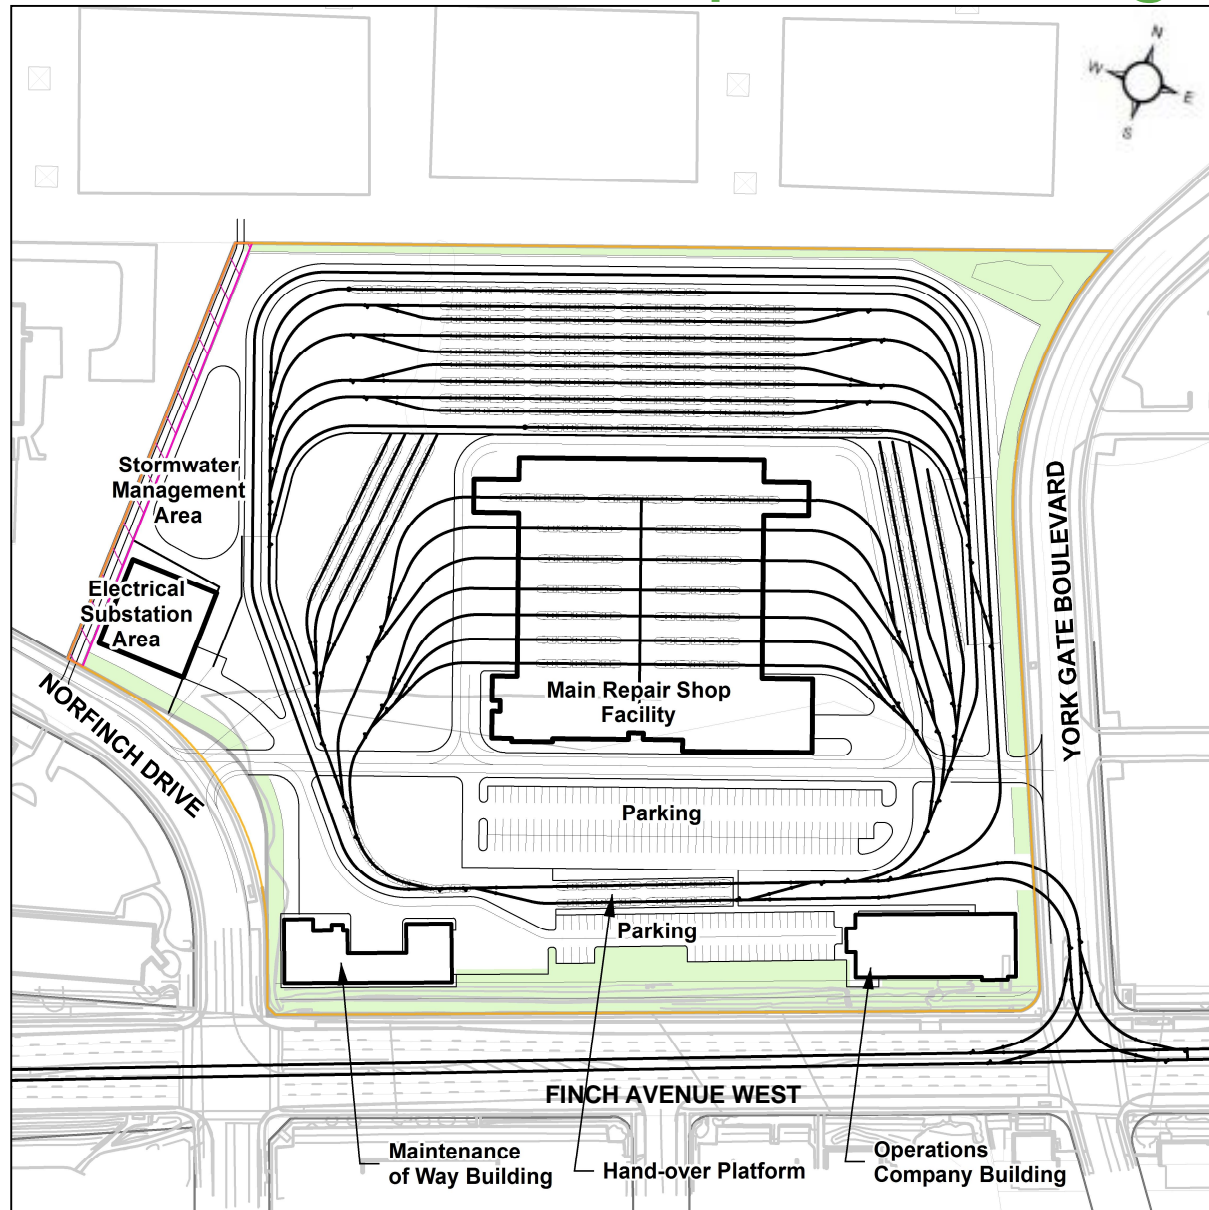 N
W
E
S
Stormwater
Management
Area
Electrical
Substation
Area
NORFINCH DRIVE
YORK GATE BOULEVARD
Main Repair Shop
Facility
Parking
Parking
FINCH AVENUE WEST
Maintenance
of Way Building
Hand-over Platform
Operations
Company Building